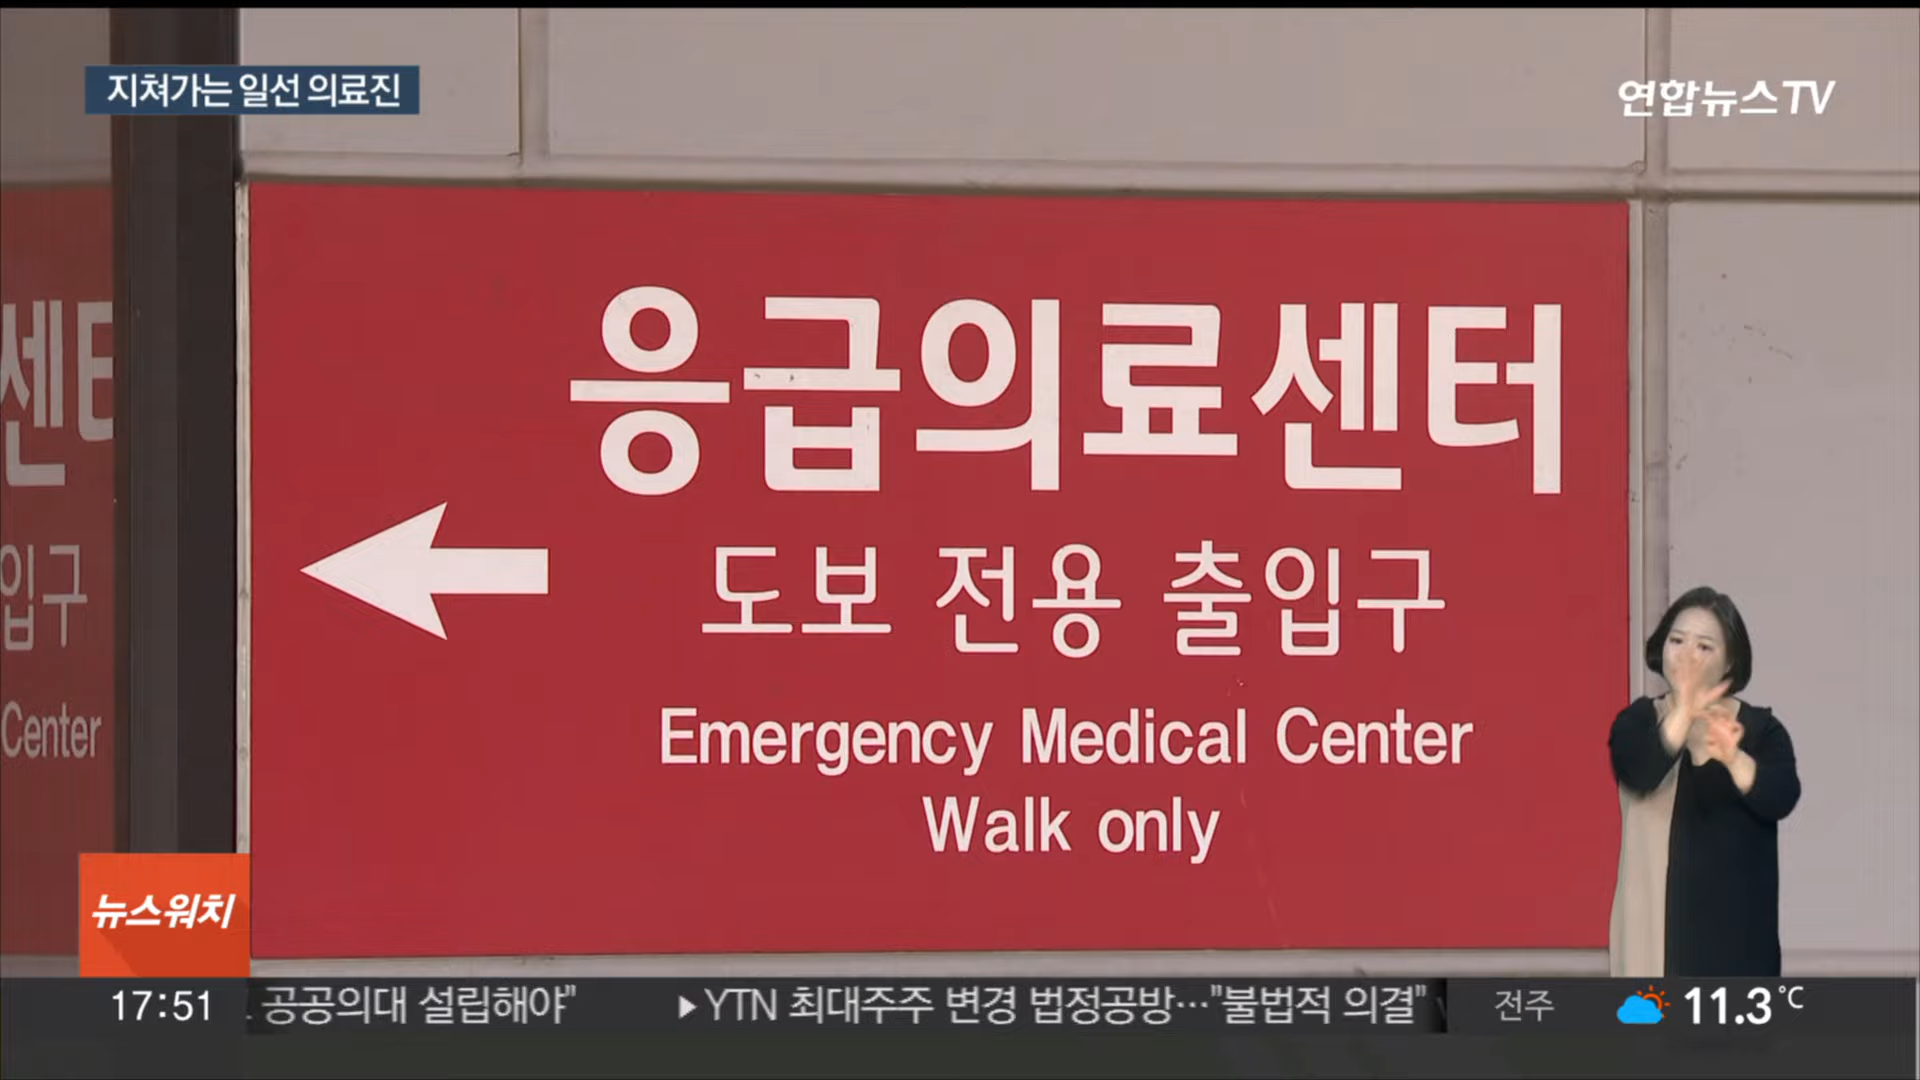 지쳐가는 일선 의료진
연합뉴스TV
응급의료센터
도보 전용 출입구
Emergency Medical Center
Walk only
센터
입구
Center
뉴스워치
17:51
공공의대 설립해야" ▶YTN 최대주주 변경 법정공방…"불법적 의결"
전주
11.3℃